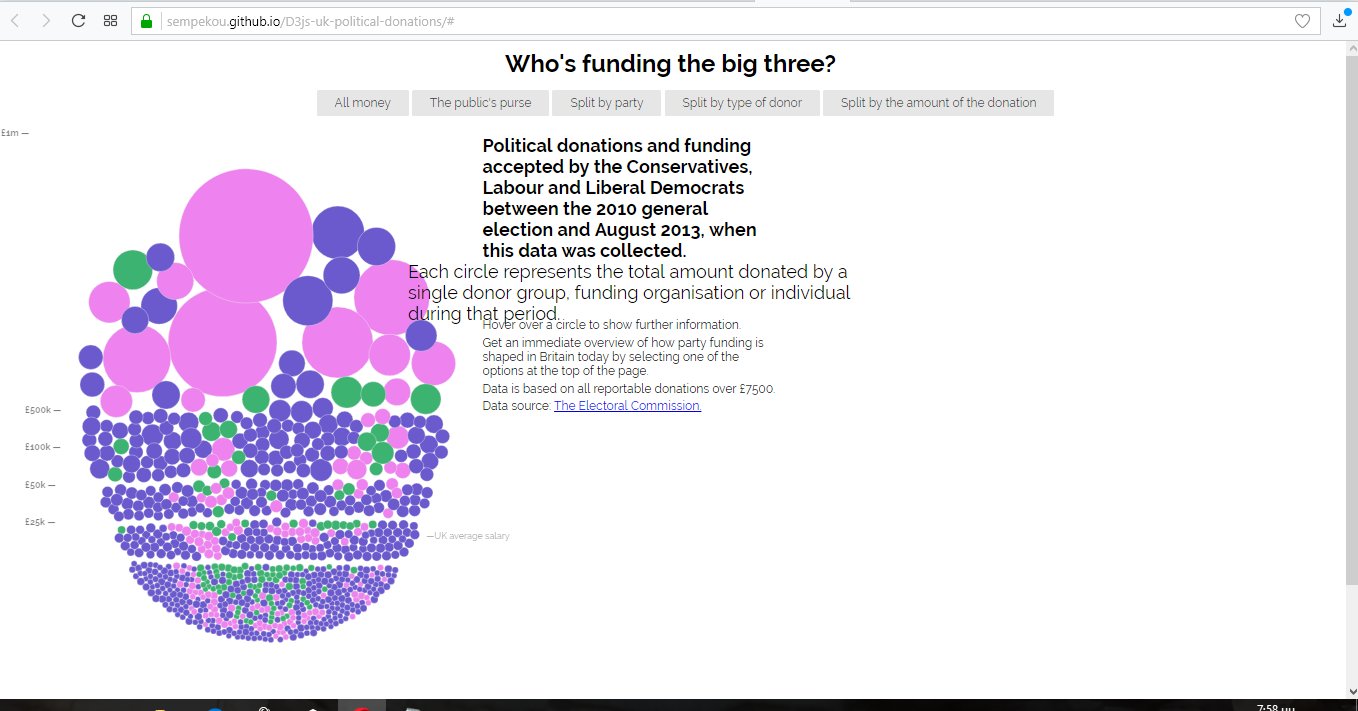 sempekou.github.io/D3js-uk-political-donations/#
Who's funding the big three?
All money
The public's purse
Split by party
Split by type of donor
Split by the amount of the donation
£1m
Political donations and funding
accepted by the Conservatives,
Labour and Liberal Democrats
between the 2010 general
election and August 2013, when
this data was collected.
Each circle represents the total amount donated by a
single donor group, funding organisation or individual
during that period.
Hover over a circle to show further information.
Get an immediate overview of how party funding is
shaped in Britain today by selecting one of the
options at the top of the page.
Data is based on all reportable donations over £7500.
Data source: The Electoral Commission.
£500k
£100k
£50k
£25k
UK average salary
7:58 μμ